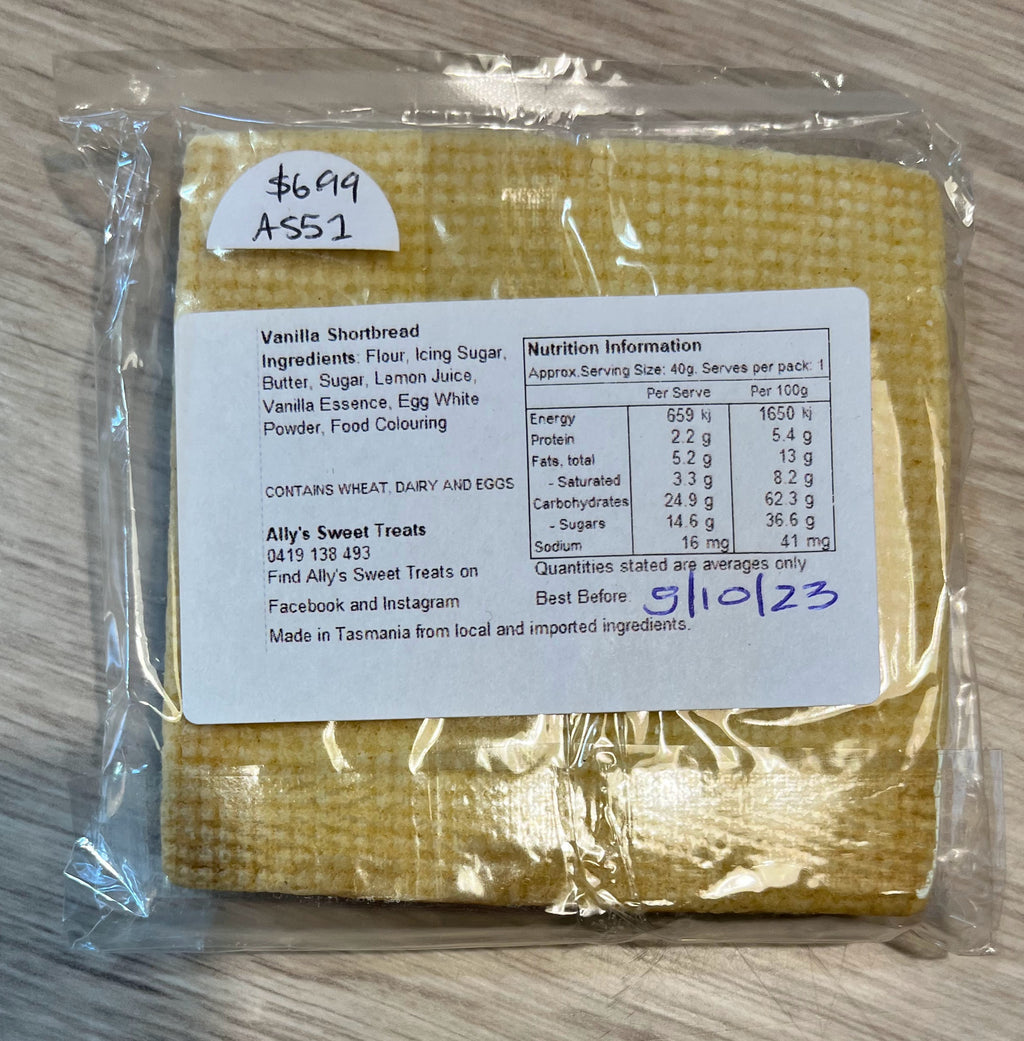 $6.99
AS51
Vanilla Shortbread
Ingredients: Flour, Icing Sugar,
Butter, Sugar, Lemon Juice,
Vanilla Essence, Egg White
Powder, Food Colouring
CONTAINS WHEAT, DAIRY AND EGGS
Ally's Sweet Treats
0419 138 493
Find Ally's Sweet Treats on
Facebook and Instagram
Nutrition Information
Approx.Serving Size: 40g. Serves per pack: 1
Per Serve Per 100g
Energy 659 kj 1650 kj
Protein 2.2 g 5.4 g
Fats, total 5.2 g 13 g
- Saturated 3.3 g 8.2 g
Carbohydrates 24.9 g 62.3 g
- Sugars 14.6 g 36.6 g
Sodium 16 mg 41 mg
Quantities stated are averages only
Best Before: 9/10/23
Made in Tasmania from local and imported ingredients.